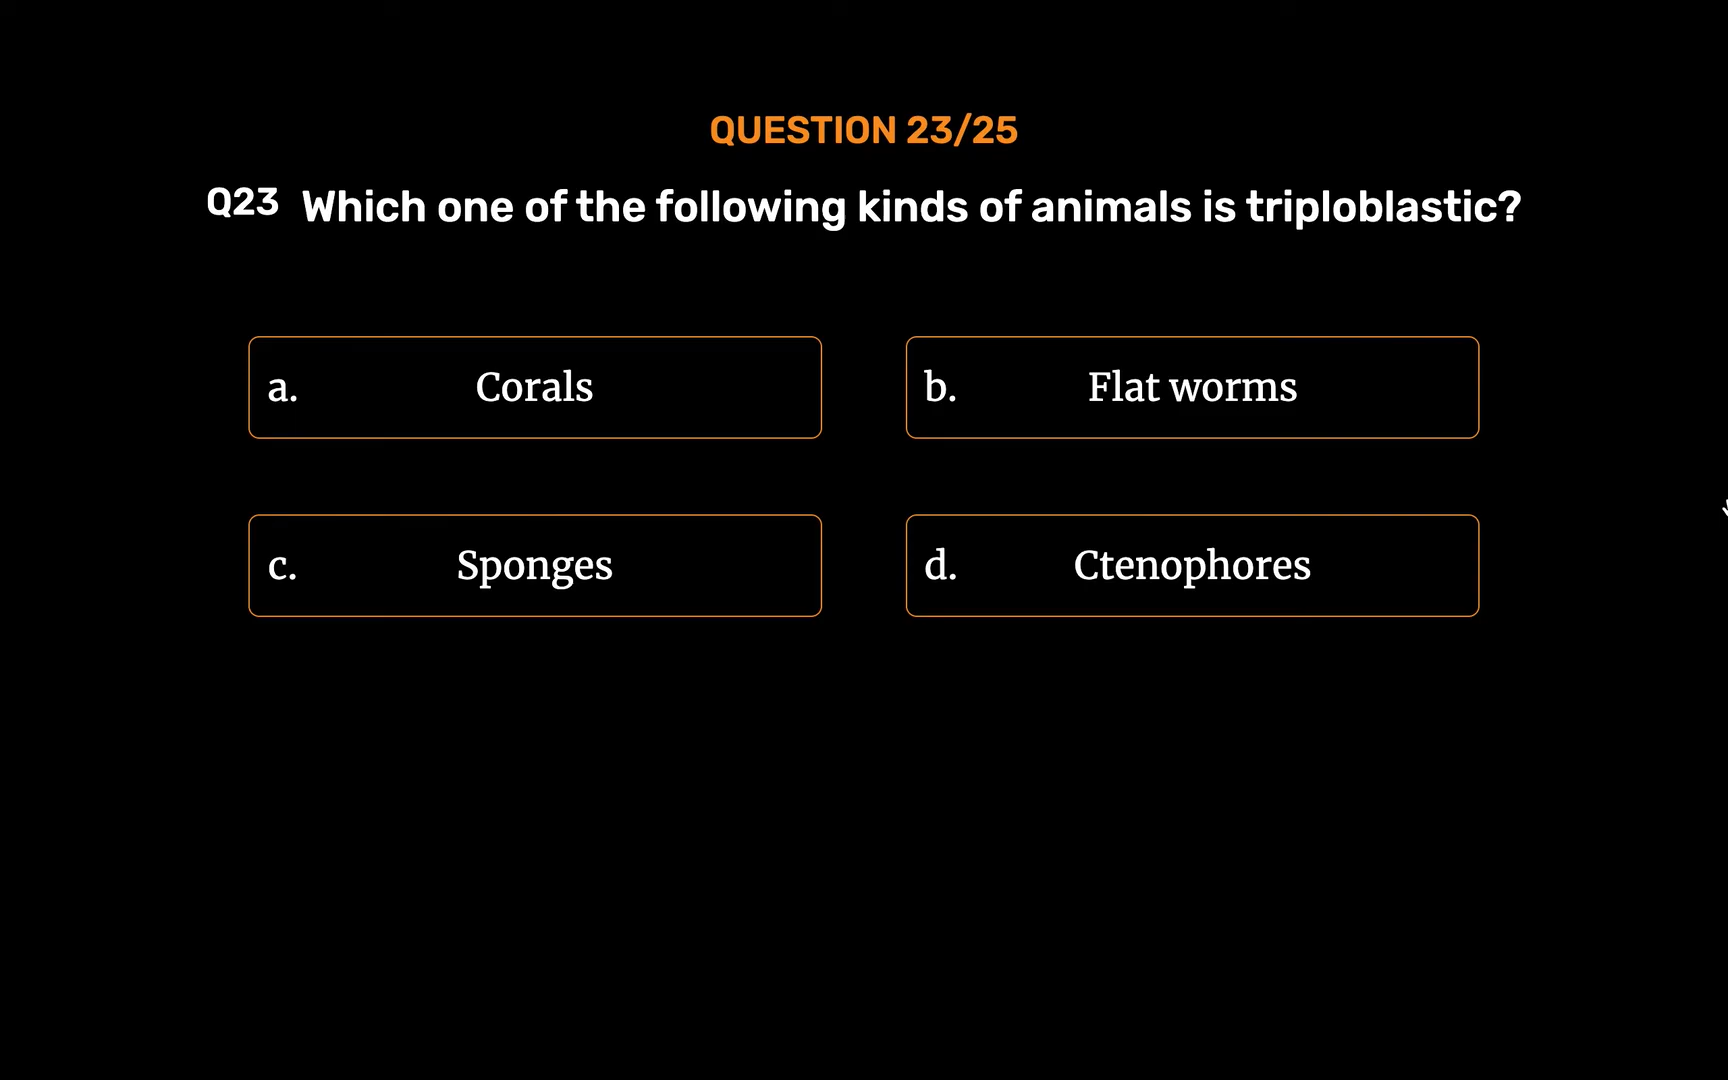 QUESTION 23/25
Q23 Which one of the following kinds of animals is triploblastic?
a. Corals
b. Flat worms
c. Sponges
d. Ctenophores